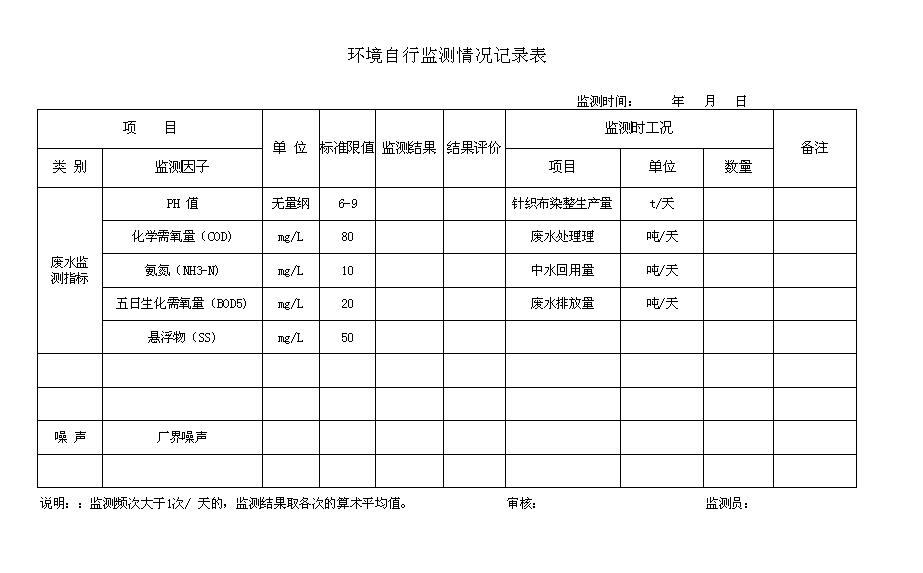 环境自行监测情况记录表
监测时间： 年 月 日
项 目 单 位 标准限值 监测结果 结果评价 监测时工况 备注
类 别 监测因子 项目 单位 数量
废水监测指标 PH 值 无量纲 6-9 针织布染整生产量 t/天
化学需氧量（COD） mg/L 80 废水处理理 吨/天
氨氮（NH3-N） mg/L 10 中水回用量 吨/天
五日生化需氧量（BOD5） mg/L 20 废水排放量 吨/天
悬浮物（SS） mg/L 50
噪 声 厂界噪声
说明：：监测频次大于1次/ 天的，监测结果取各次的算术平均值。 审核： 监测员：